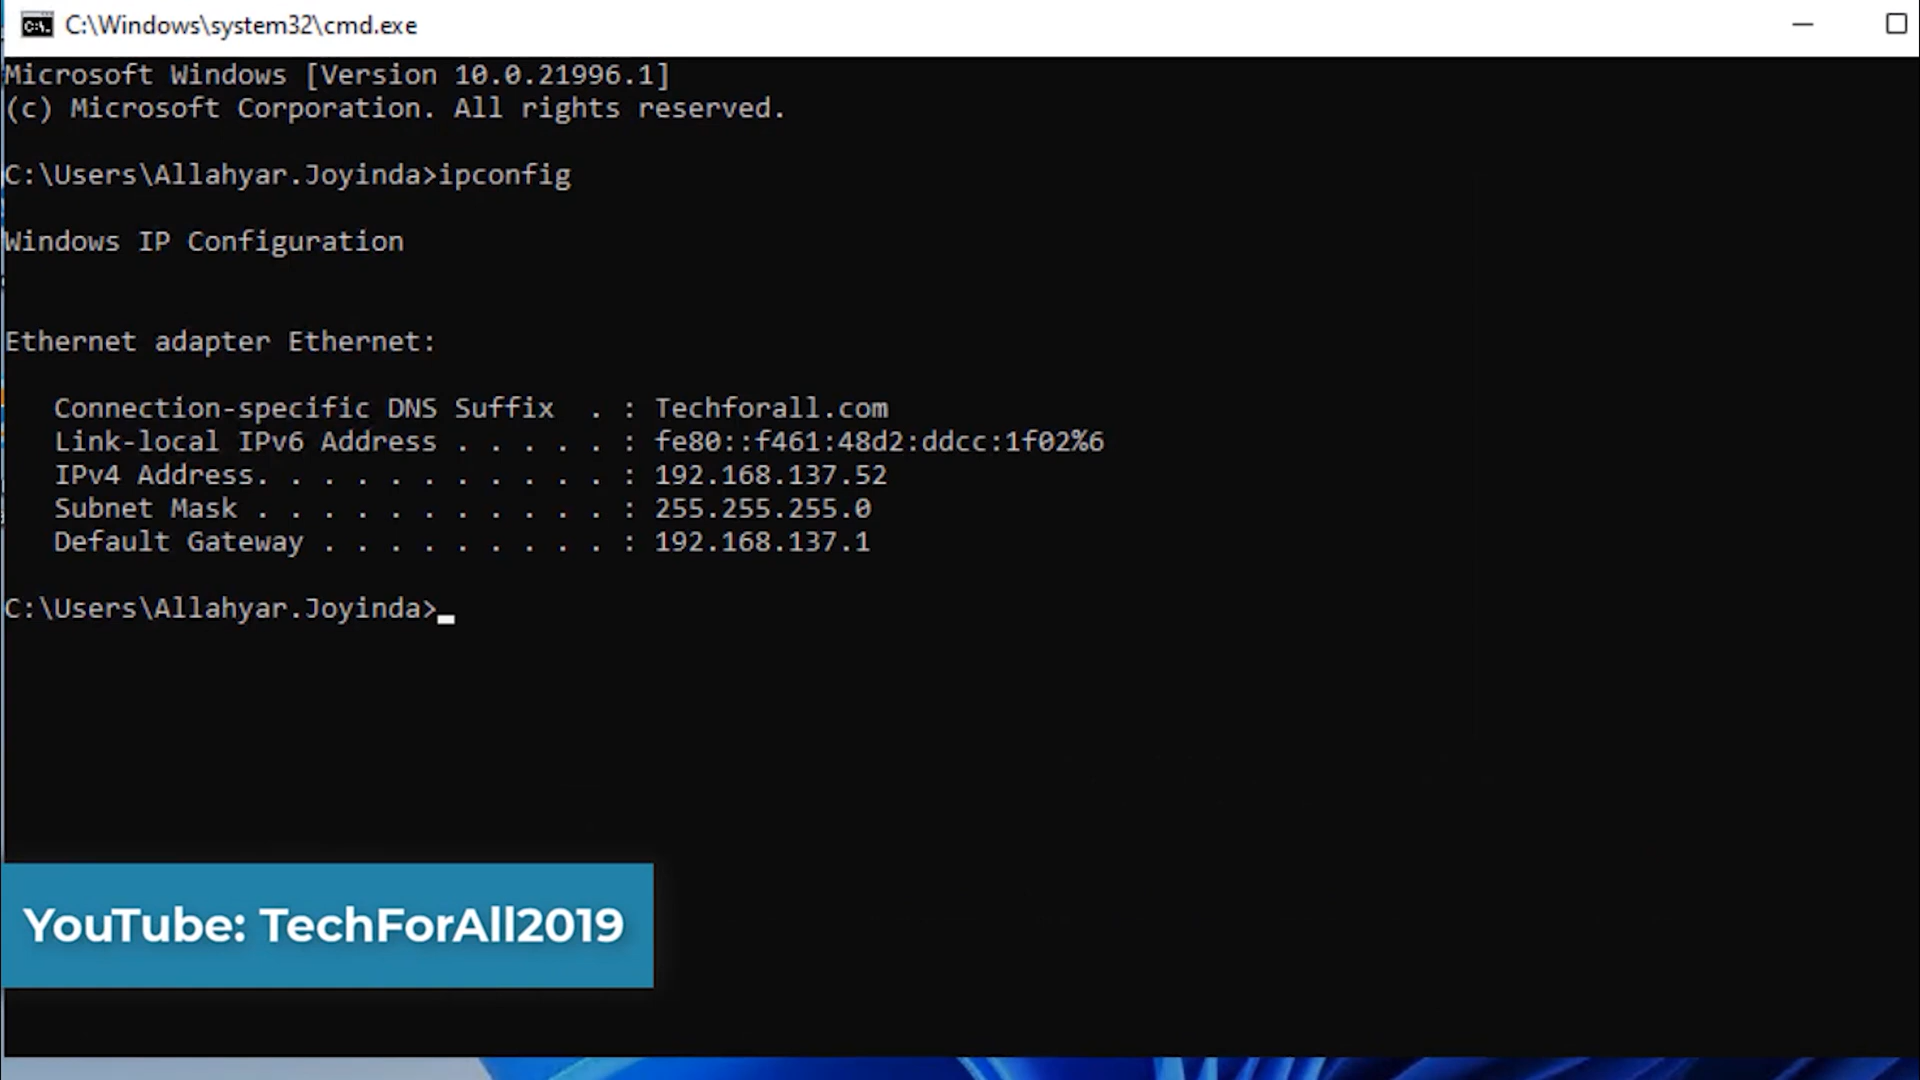 C:\Windows\system32\cmd.exe
Microsoft Windows [Version 10.0.21996.1]
(c) Microsoft Corporation. All rights reserved.
C:\Users\Allahyar.Joyinda>ipconfig
Windows IP Configuration
Ethernet adapter Ethernet:
Connection-specific DNS Suffix  . : Techforall.com
Link-local IPv6 Address . . . . . : fe80::f461:48d2:ddcc:1f02%6
IPv4 Address. . . . . . . . . . . : 192.168.137.52
Subnet Mask . . . . . . . . . . . : 255.255.255.0
Default Gateway . . . . . . . . . : 192.168.137.1
C:\Users\Allahyar.Joyinda>
YouTube: TechForAll2019